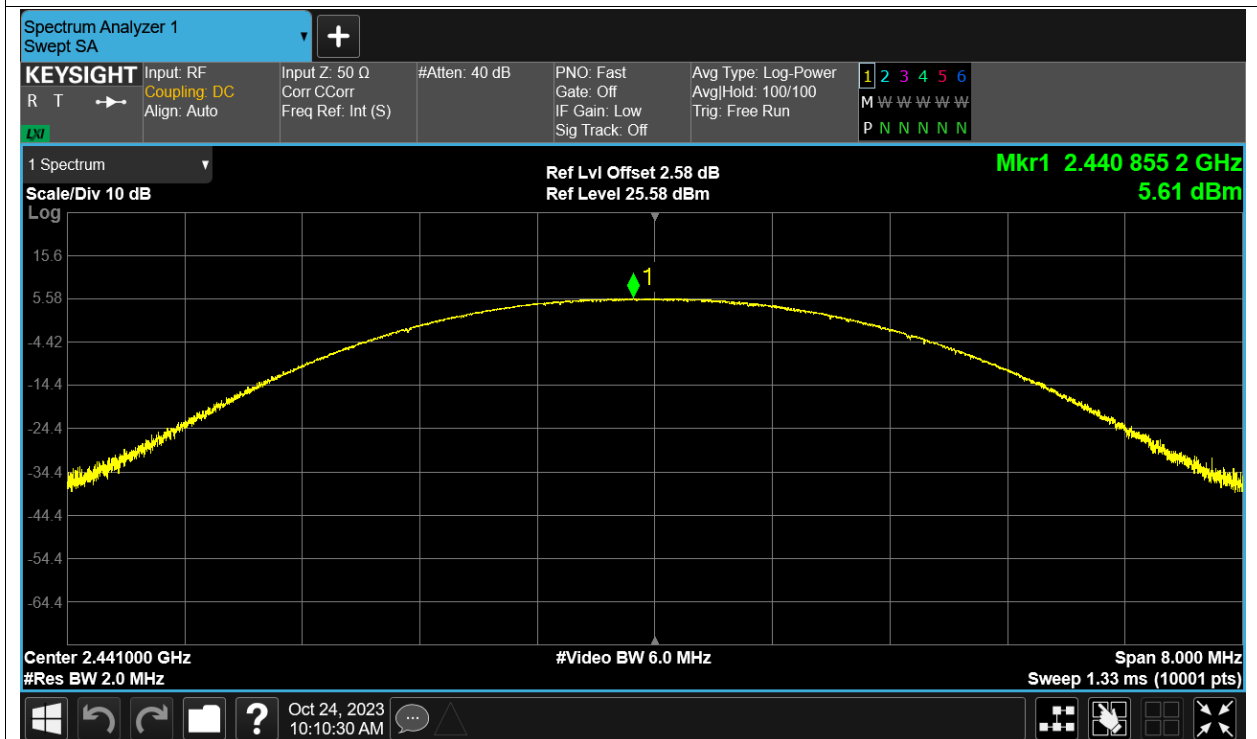 Spectrum Analyzer 1
Swept SA
+
KEYSIGHT
R T
LXI
Input: RF
Coupling: DC
Align: Auto
Input Z: 50 Ω
Corr CCorr
Freq Ref: Int (S)
#Atten: 40 dB
PNO: Fast
Gate: Off
IF Gain: Low
Sig Track: Off
Avg Type: Log-Power
Avg|Hold: 100/100
Trig: Free Run
1 2 3 4 5 6
M W W W W W W
P N N N N N
1 Spectrum
Scale/Div 10 dB
Log
Ref Lvl Offset 2.58 dB
Ref Level 25.58 dBm
Mkr1 2.440 855 2 GHz
5.61 dBm
1
15.6
5.58
-4.42
-14.4
-24.4
-34.4
-44.4
-54.4
-64.4
Center 2.441000 GHz
#Res BW 2.0 MHz
#Video BW 6.0 MHz
Span 8.000 MHz
Sweep 1.33 ms (10001 pts)
?
Oct 24, 2023
10:10:30 AM